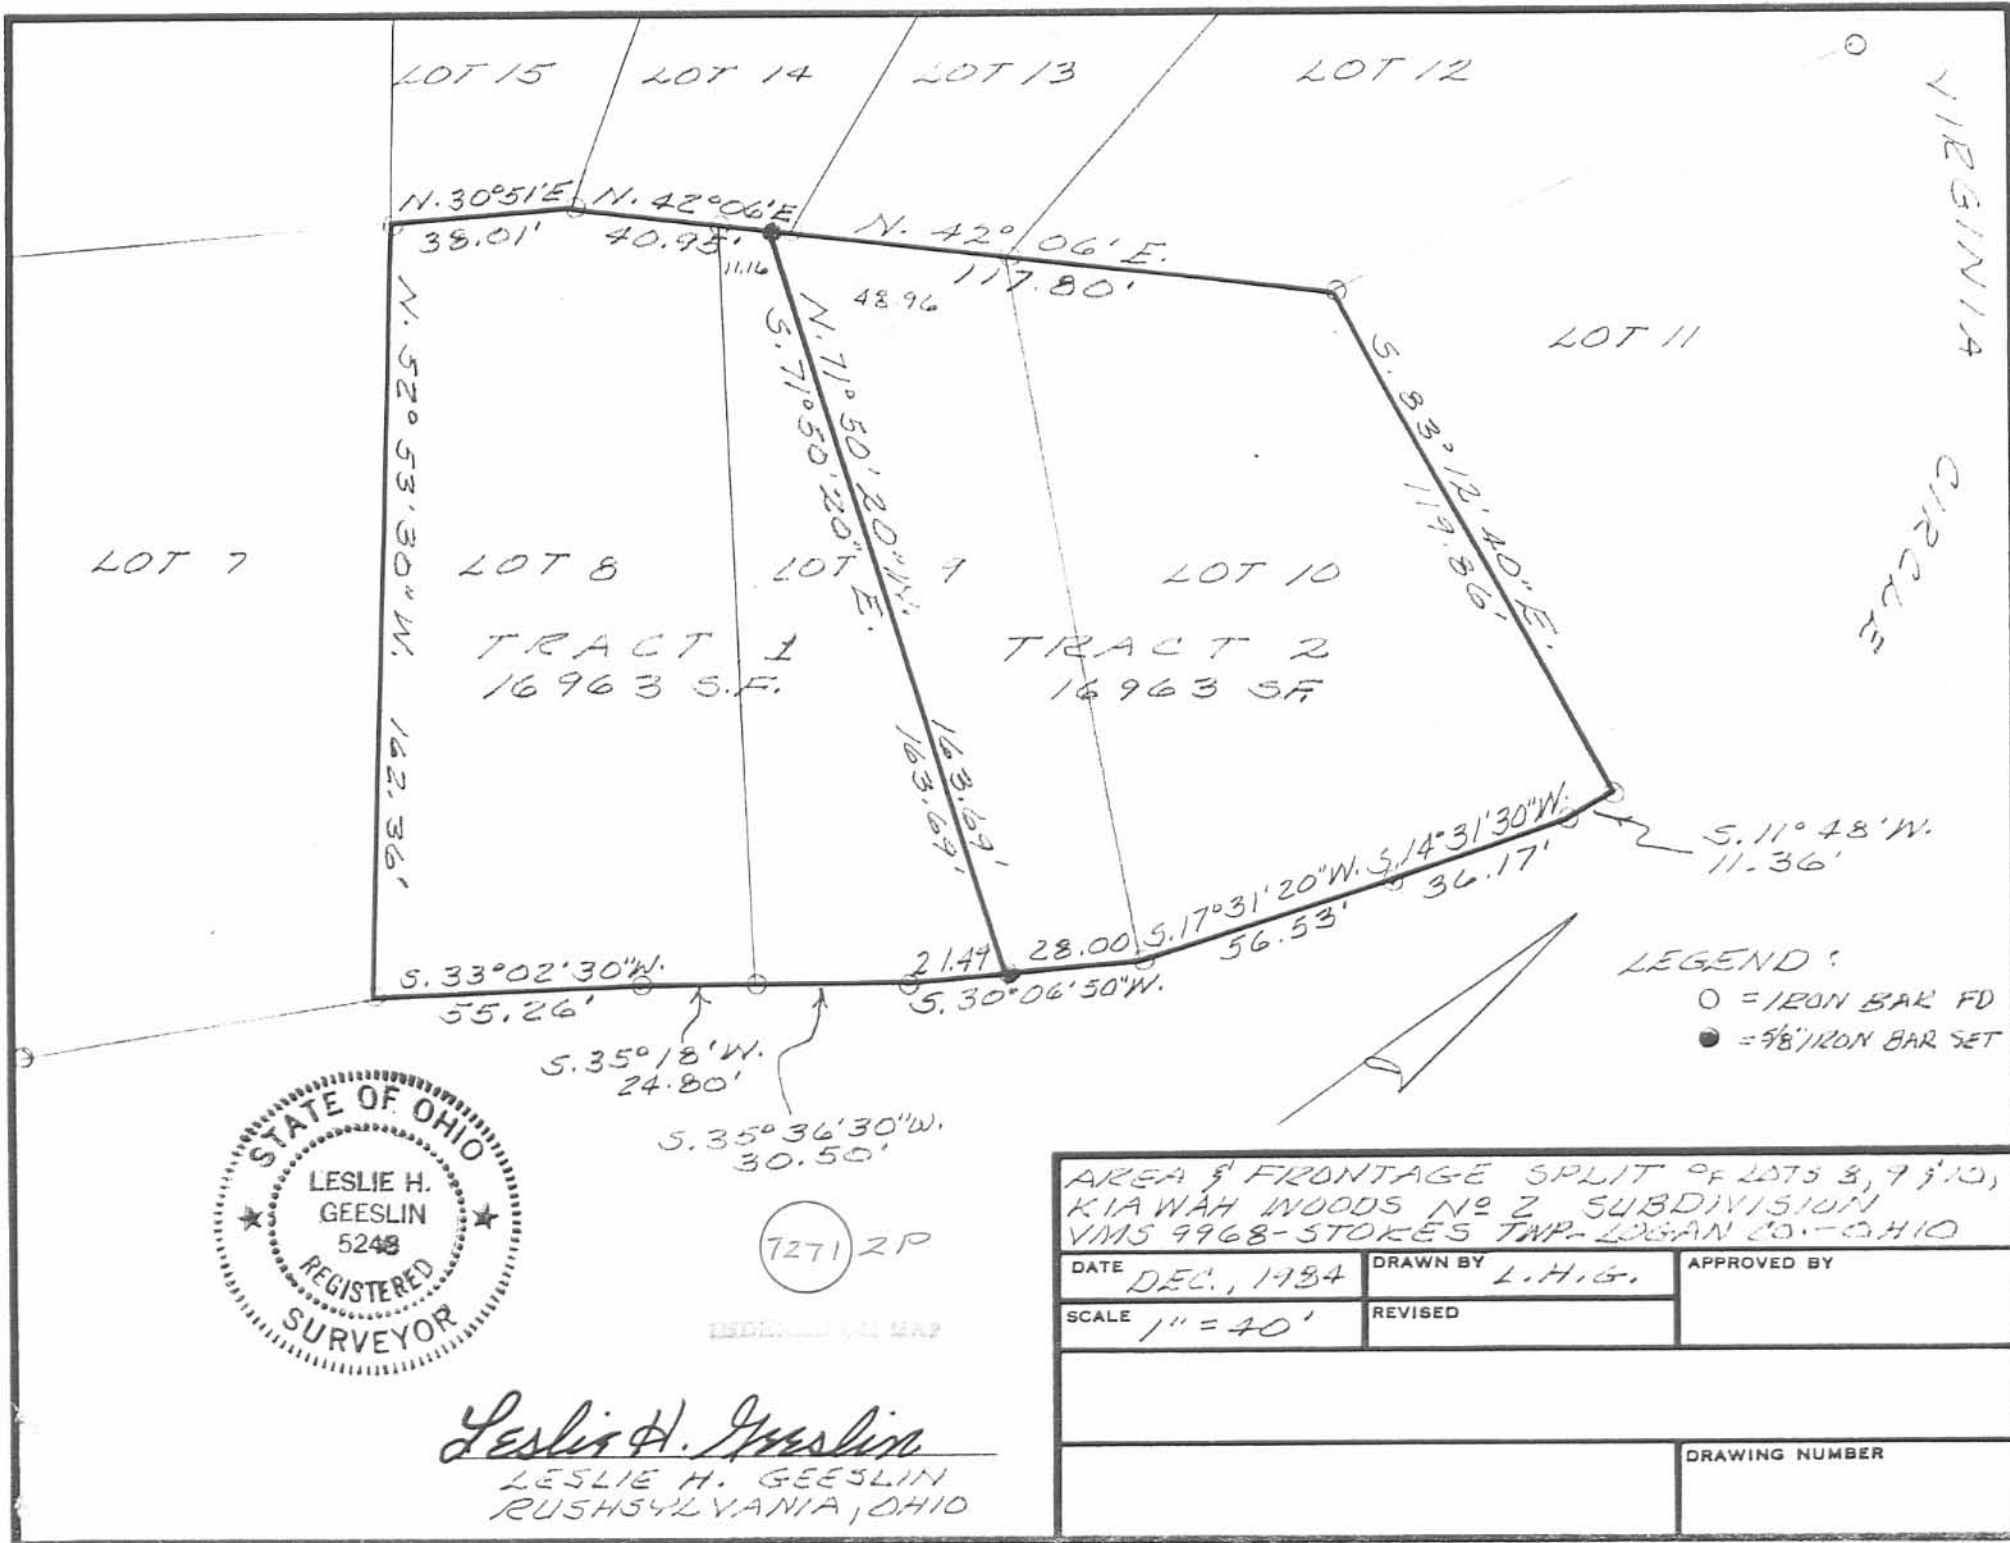 LOT 15
LOT 14
LOT 13
LOT 12
VIRGINIA
CIRCLE
N. 30°51'E
38.01'
N. 42°06'E
40.95'
11.16
N. 42° 06' E.
117.80'
48.96
LOT 11
N. 52° 53' 30" W. 162.36'
N. 71° 50' 20" W.
S. 71° 50' 20" E.
163.69'
163.69'
S. 83° 12' 40" E.
119.86'
LOT 7
LOT 8
LOT 9
LOT 10
TRACT 1
16963 S.F.
TRACT 2
16963 SF.
S. 11° 48' W.
11.36'
S. 14°31'30"W.
36.17'
S. 17°31'20"W.
56.53'
28.00
21.49
S. 30°06'50"W.
S. 33°02'30"W.
55.26'
S. 35°18'W.
24.80'
S. 35°36'30"W.
30.50'
LEGEND:
○ = IRON BAR FD
● = 5/8" IRON BAR SET
STATE OF OHIO
LESLIE H.
GEESLIN
5248
REGISTERED
SURVEYOR
7271 2P
ON MAP
Leslie H. Geeslin
LESLIE H. GEESLIN
RUSHSYLVANIA, OHIO
AREA & FRONTAGE SPLIT OF LOTS 8, 9 & 10,
KIAWAH WOODS Nº 2 SUBDIVISION
VMS 9968-STOKES TWP-LOGAN CO.-OHIO
DATE DEC., 1984
DRAWN BY L.H.G.
APPROVED BY
SCALE 1" = 40'
REVISED
DRAWING NUMBER